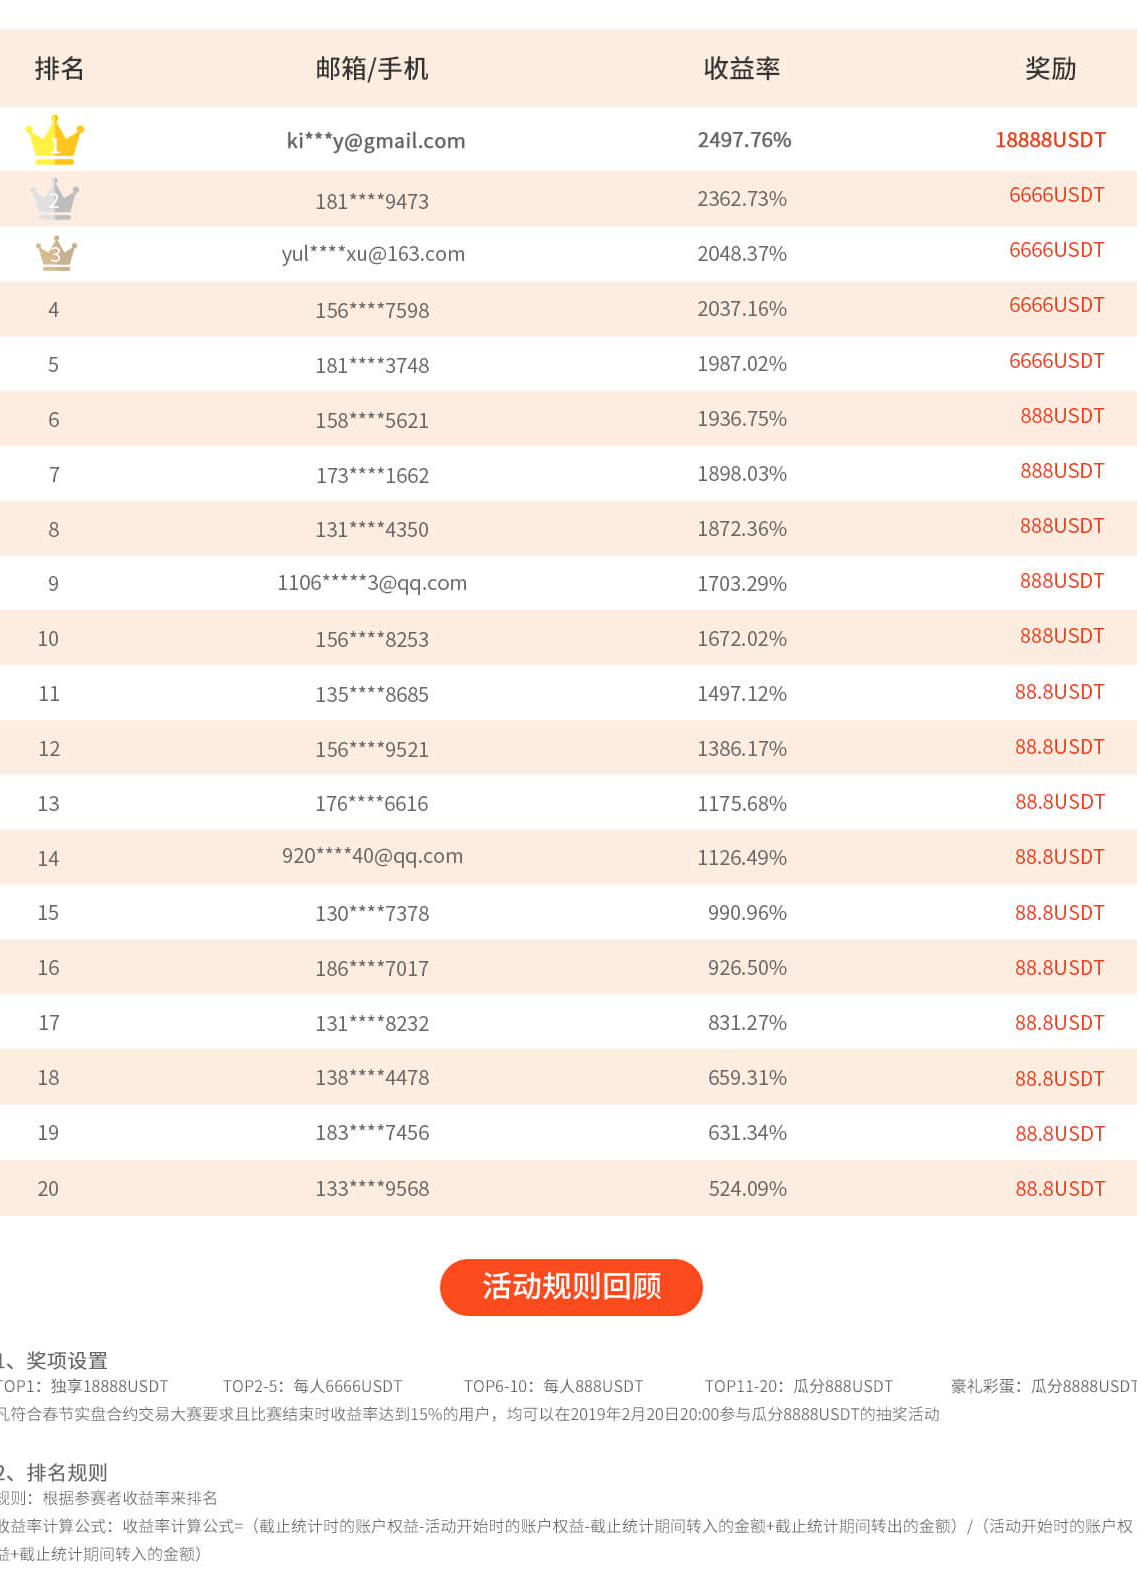 排名 邮箱/手机 收益率 奖励
1 ki***y@gmail.com 2497.76% 18888USDT
2 181****9473 2362.73% 6666USDT
3 yul****xu@163.com 2048.37% 6666USDT
4 156****7598 2037.16% 6666USDT
5 181****3748 1987.02% 6666USDT
6 158****5621 1936.75% 888USDT
7 173****1662 1898.03% 888USDT
8 131****4350 1872.36% 888USDT
9 1106*****3@qq.com 1703.29% 888USDT
10 156****8253 1672.02% 888USDT
11 135****8685 1497.12% 88.8USDT
12 156****9521 1386.17% 88.8USDT
13 176****6616 1175.68% 88.8USDT
14 920****40@qq.com 1126.49% 88.8USDT
15 130****7378 990.96% 88.8USDT
16 186****7017 926.50% 88.8USDT
17 131****8232 831.27% 88.8USDT
18 138****4478 659.31% 88.8USDT
19 183****7456 631.34% 88.8USDT
20 133****9568 524.09% 88.8USDT
活动规则回顾
1、奖项设置
TOP1：独享18888USDT TOP2-5：每人6666USDT TOP6-10：每人888USDT TOP11-20：瓜分888USDT 豪礼彩蛋：瓜分8888USDT
凡符合春节实盘合约交易大赛要求且比赛结束时收益率达到15%的用户，均可以在2019年2月20日20:00参与瓜分8888USDT的抽奖活动
2、排名规则
规则：根据参赛者收益率来排名
收益率计算公式：收益率计算公式=（截止统计时的账户权益-活动开始时的账户权益-截止统计期间转入的金额+截止统计期间转出的金额）/（活动开始时的账户权
益+截止统计期间转入的金额）